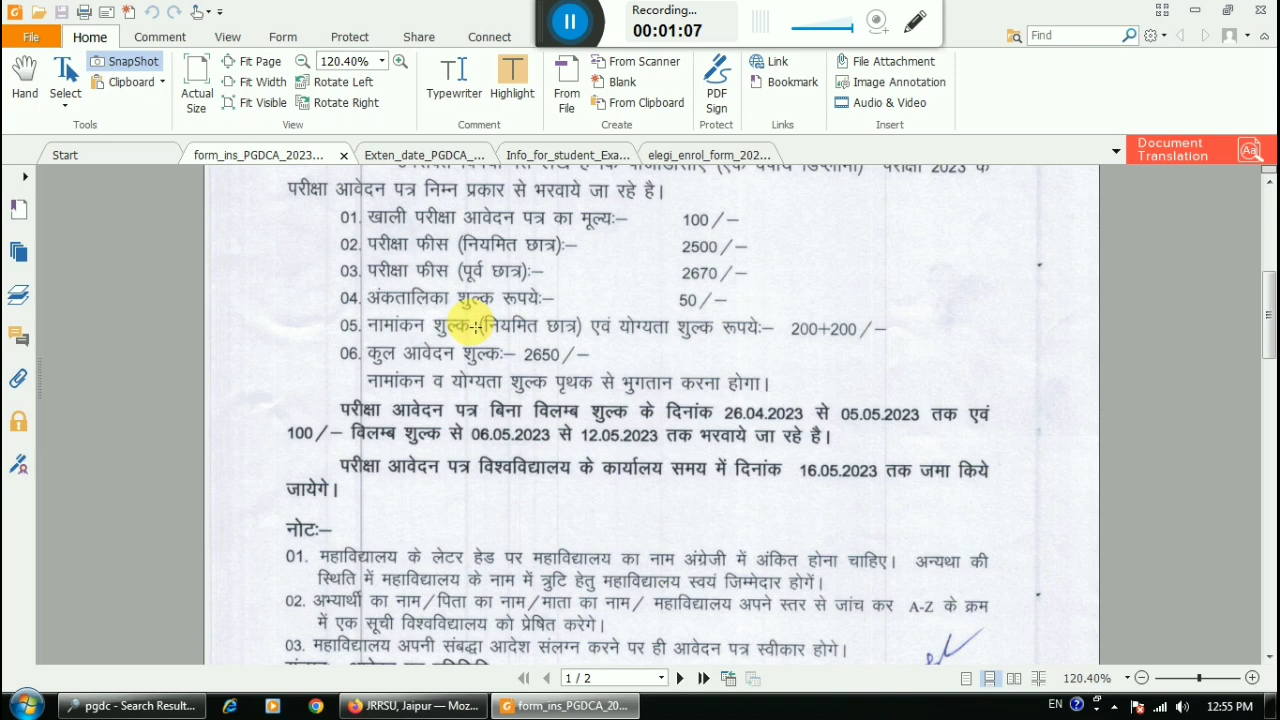 Recording...
00:01:07
File
Home
Comment
View
Form
Protect
Share
Connect
Find
Hand
Select
SnapShot
Clipboard
Actual Size
Fit Page
Fit Width
Fit Visible
120.40%
Rotate Left
Rotate Right
Typewriter
Highlight
From File
From Scanner
Blank
From Clipboard
PDF Sign
Link
Bookmark
File Attachment
Image Annotation
Audio & Video
Tools
View
Comment
Create
Protect
Links
Insert
Start
form_ins_PGDCA_2023...
Exten_date_PGDCA_...
Info_for_student_Exa...
elegi_enrol_form_202...
Document Translation
परीक्षा 2023 के
परीक्षा आवेदन पत्र निम्न प्रकार से भरवाये जा रहे है।
01. खाली परीक्षा आवेदन पत्र का मूल्यः– 100/–
02. परीक्षा फीस (नियमित छात्र):– 2500/–
03. परीक्षा फीस (पूर्व छात्र):– 2670/–
04. अंकतालिका शुल्क रूपयेः– 50/–
05. नामांकन शुल्क (नियमित छात्र) एवं योग्यता शुल्क रूपयेः– 200+200/–
06. कुल आवेदन शुल्कः– 2650/–
नामांकन व योग्यता शुल्क पृथक से भुगतान करना होगा।
परीक्षा आवेदन पत्र बिना विलम्ब शुल्क के दिनांक 26.04.2023 से 05.05.2023 तक एवं
100/– विलम्ब शुल्क से 06.05.2023 से 12.05.2023 तक भरवाये जा रहे है।
परीक्षा आवेदन पत्र विश्वविद्यालय के कार्यालय समय में दिनांक 16.05.2023 तक जमा किये
जायेगे।
नोटः–
01. महाविद्यालय के लेटर हेड पर महाविद्यालय का नाम अंग्रेजी में अंकित होना चाहिए। अन्यथा की
स्थिति में महाविद्यालय के नाम में त्रुटि हेतु महाविद्यालय स्वयं जिम्मेदार होगें।
02. अभ्यार्थी का नाम/पिता का नाम/माता का नाम/ महाविद्यालय अपने स्तर से जांच कर A-Z के क्रम
में एक सूची विश्वविद्यालय को प्रेषित करेगे।
03. महाविद्यालय अपनी संबद्धा आदेश संलग्न करने पर ही आवेदन पत्र स्वीकार होगे।
1 / 2
120.40%
pgdc - Search Result...
JRRSU, Jaipur — Moz...
form_ins_PGDCA_20...
EN
12:55 PM